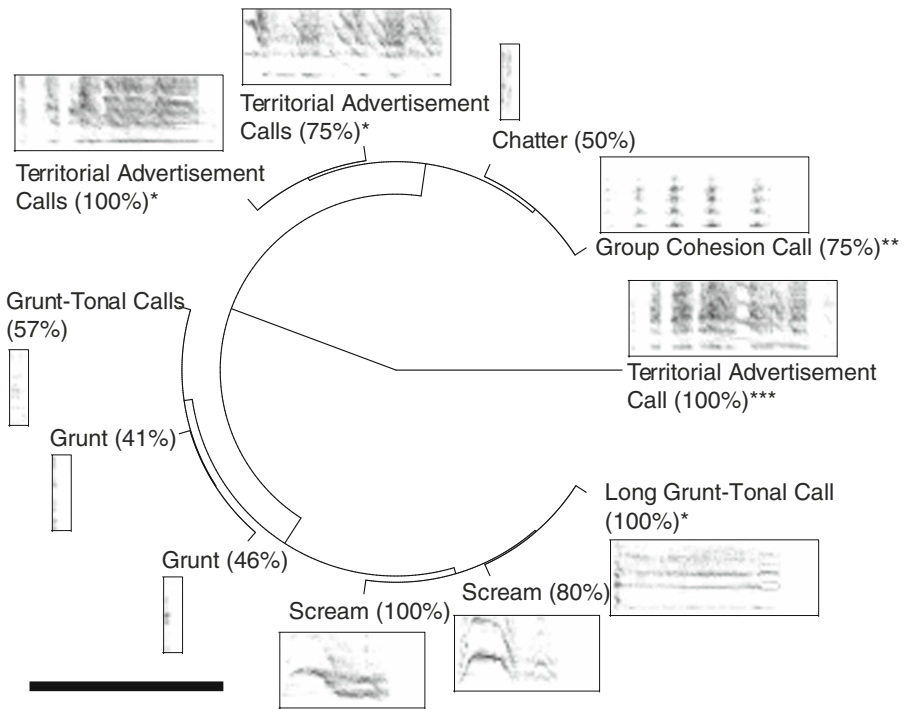 Territorial Advertisement
Calls (75%)*
Chatter (50%)
Territorial Advertisement
Calls (100%)*
Group Cohesion Call (75%)**
Grunt-Tonal Calls
(57%)
Territorial Advertisement
Call (100%)***
Grunt (41%)
Long Grunt-Tonal Call
(100%)*
Grunt (46%)
Scream (100%)
Scream (80%)